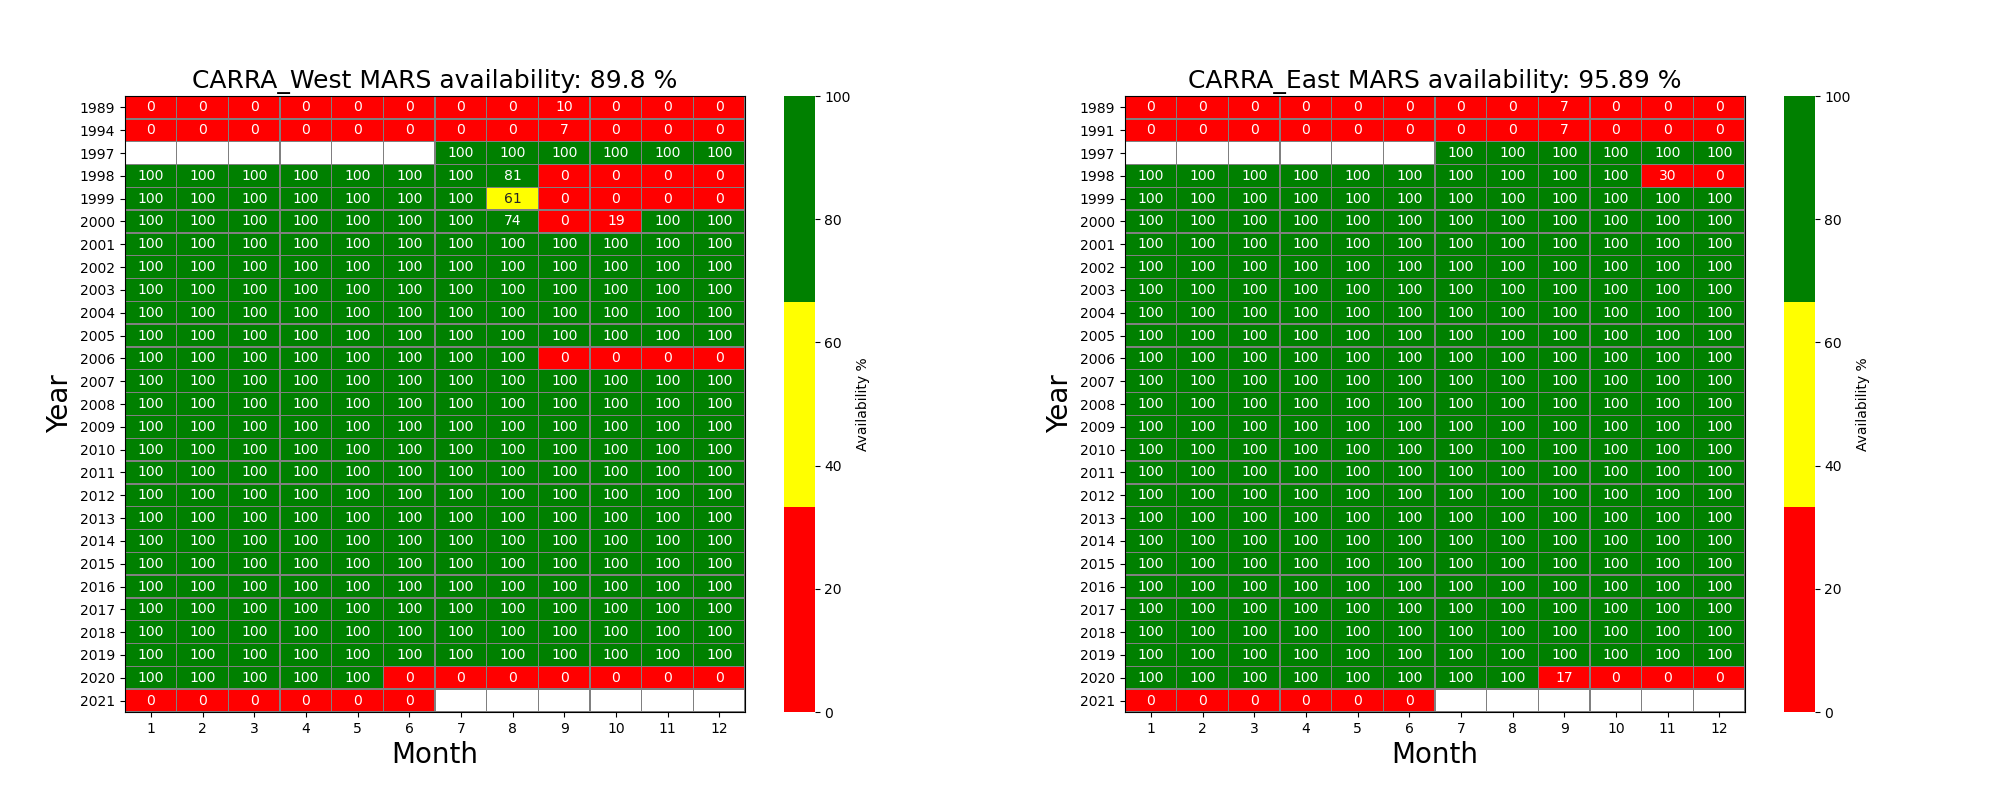 CARRA_West MARS availability: 89.8 %
1989 0 0 0 0 0 0 0 0 10 0 0 0
1994 0 0 0 0 0 0 0 0 7 0 0 0
1997 100 100 100 100 100 100
1998 100 100 100 100 100 100 100 81 0 0 0 0
1999 100 100 100 100 100 100 100 61 0 0 0 0
2000 100 100 100 100 100 100 100 74 0 19 100 100
2001 100 100 100 100 100 100 100 100 100 100 100 100
2002 100 100 100 100 100 100 100 100 100 100 100 100
2003 100 100 100 100 100 100 100 100 100 100 100 100
2004 100 100 100 100 100 100 100 100 100 100 100 100
2005 100 100 100 100 100 100 100 100 100 100 100 100
2006 100 100 100 100 100 100 100 100 0 0 0 0
2007 100 100 100 100 100 100 100 100 100 100 100 100
2008 100 100 100 100 100 100 100 100 100 100 100 100
2009 100 100 100 100 100 100 100 100 100 100 100 100
2010 100 100 100 100 100 100 100 100 100 100 100 100
2011 100 100 100 100 100 100 100 100 100 100 100 100
2012 100 100 100 100 100 100 100 100 100 100 100 100
2013 100 100 100 100 100 100 100 100 100 100 100 100
2014 100 100 100 100 100 100 100 100 100 100 100 100
2015 100 100 100 100 100 100 100 100 100 100 100 100
2016 100 100 100 100 100 100 100 100 100 100 100 100
2017 100 100 100 100 100 100 100 100 100 100 100 100
2018 100 100 100 100 100 100 100 100 100 100 100 100
2019 100 100 100 100 100 100 100 100 100 100 100 100
2020 100 100 100 100 100 0 0 0 0 0 0 0
2021 0 0 0 0 0 0
1 2 3 4 5 6 7 8 9 10 11 12
Month
Year
100
80
60
40
20
0
Availability %
CARRA_East MARS availability: 95.89 %
1989 0 0 0 0 0 0 0 0 7 0 0 0
1991 0 0 0 0 0 0 0 0 7 0 0 0
1997 100 100 100 100 100 100
1998 100 100 100 100 100 100 100 100 100 100 30 0
1999 100 100 100 100 100 100 100 100 100 100 100 100
2000 100 100 100 100 100 100 100 100 100 100 100 100
2001 100 100 100 100 100 100 100 100 100 100 100 100
2002 100 100 100 100 100 100 100 100 100 100 100 100
2003 100 100 100 100 100 100 100 100 100 100 100 100
2004 100 100 100 100 100 100 100 100 100 100 100 100
2005 100 100 100 100 100 100 100 100 100 100 100 100
2006 100 100 100 100 100 100 100 100 100 100 100 100
2007 100 100 100 100 100 100 100 100 100 100 100 100
2008 100 100 100 100 100 100 100 100 100 100 100 100
2009 100 100 100 100 100 100 100 100 100 100 100 100
2010 100 100 100 100 100 100 100 100 100 100 100 100
2011 100 100 100 100 100 100 100 100 100 100 100 100
2012 100 100 100 100 100 100 100 100 100 100 100 100
2013 100 100 100 100 100 100 100 100 100 100 100 100
2014 100 100 100 100 100 100 100 100 100 100 100 100
2015 100 100 100 100 100 100 100 100 100 100 100 100
2016 100 100 100 100 100 100 100 100 100 100 100 100
2017 100 100 100 100 100 100 100 100 100 100 100 100
2018 100 100 100 100 100 100 100 100 100 100 100 100
2019 100 100 100 100 100 100 100 100 100 100 100 100
2020 100 100 100 100 100 100 100 100 17 0 0 0
2021 0 0 0 0 0 0
1 2 3 4 5 6 7 8 9 10 11 12
Month
Year
100
80
60
40
20
0
Availability %